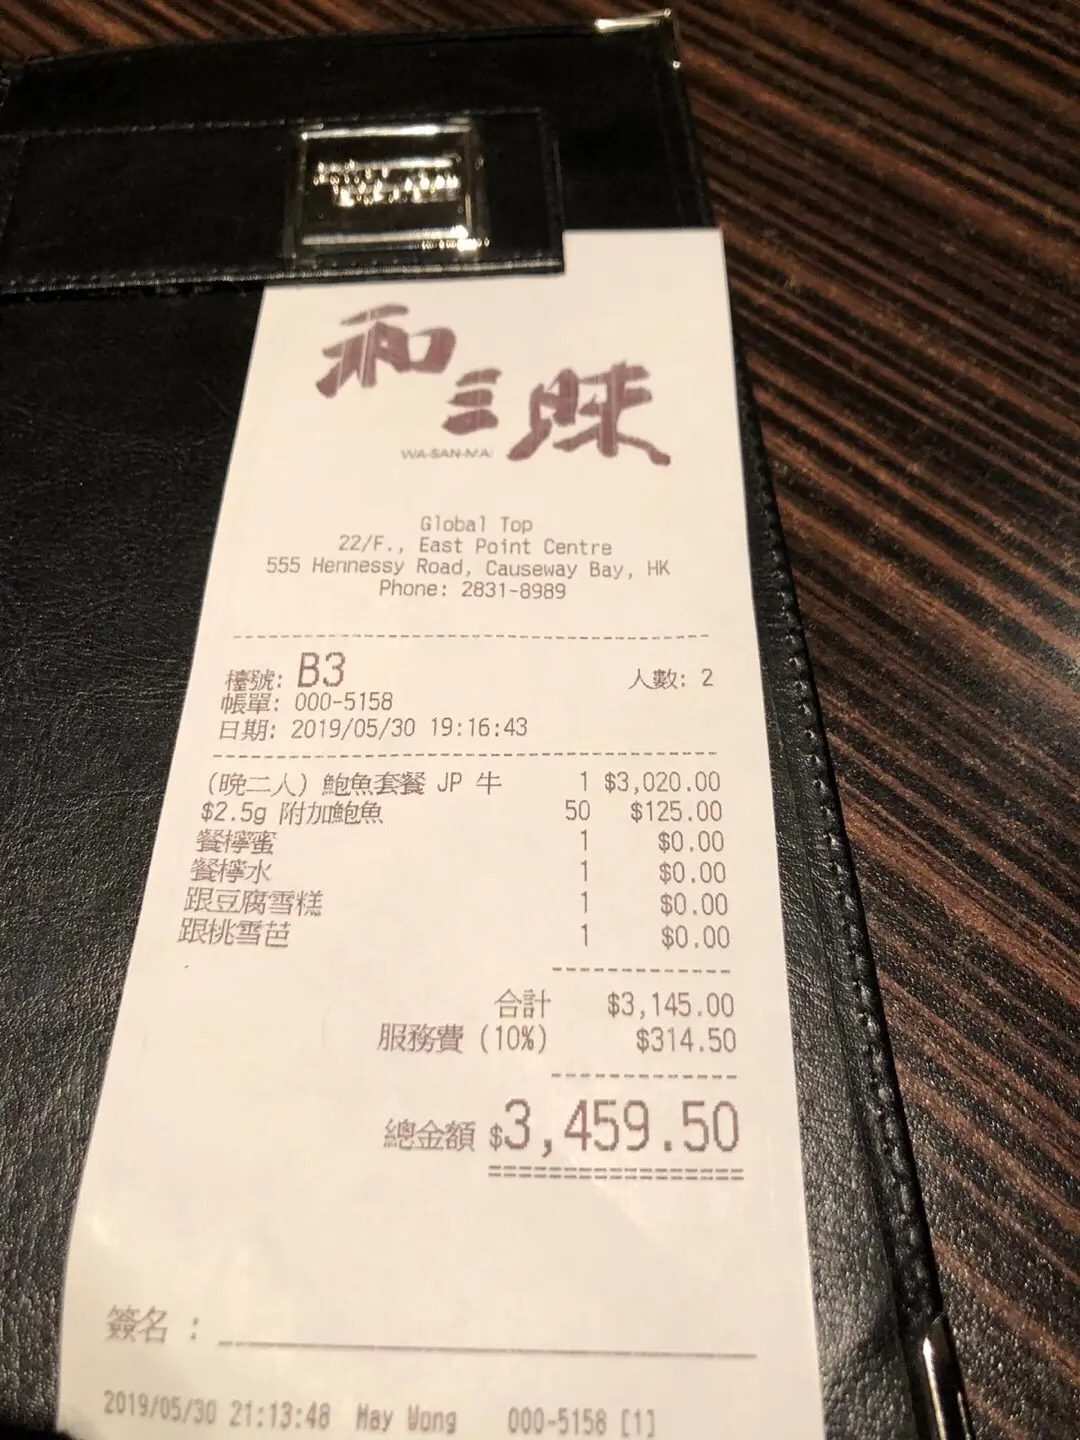 和三昧
WA·SAN·MAI
Global Top
22/F., East Point Centre
555 Hennessy Road, Causeway Bay, HK
Phone: 2831-8989
檯號: B3 人數: 2
帳單: 000-5158
日期: 2019/05/30 19:16:43
(晚二人) 鮑魚套餐 JP 牛 1 $3,020.00
$2.5g 附加鮑魚 50 $125.00
餐檸蜜 1 $0.00
餐檸水 1 $0.00
跟豆腐雪糕 1 $0.00
跟桃雪芭 1 $0.00
合計 $3,145.00
服務費 (10%) $314.50
總金額 $3,459.50
簽名 :
2019/05/30 21:13:48 May Wong 000-5158 [1]